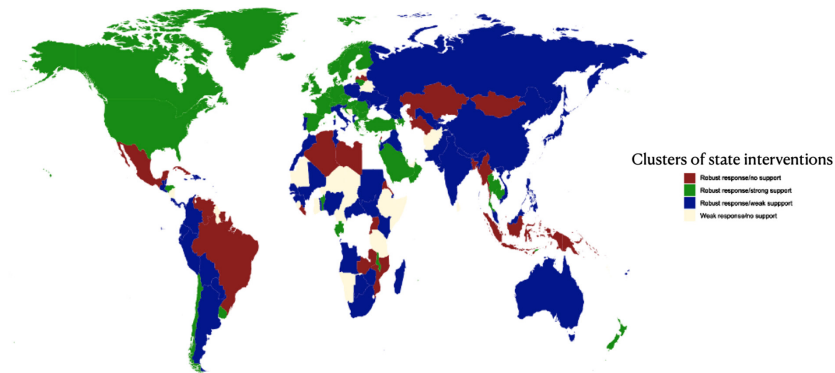 Clusters of state interventions
Robust response/no support
Robust response/strong support
Robust response/weak suppport
Weak response/no support